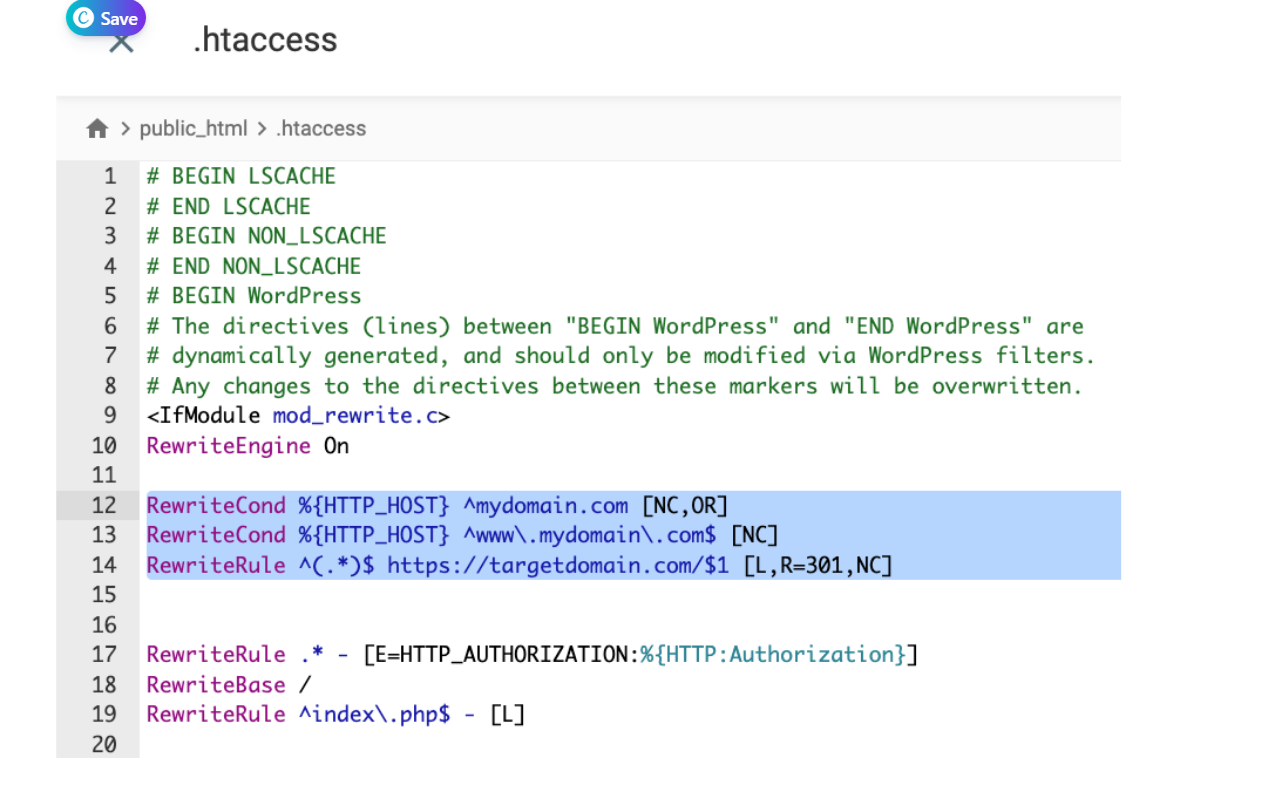 Save
.htaccess
public_html > .htaccess
1 # BEGIN LSCACHE
2 # END LSCACHE
3 # BEGIN NON_LSCACHE
4 # END NON_LSCACHE
5 # BEGIN WordPress
6 # The directives (lines) between "BEGIN WordPress" and "END WordPress" are
7 # dynamically generated, and should only be modified via WordPress filters.
8 # Any changes to the directives between these markers will be overwritten.
9 <IfModule mod_rewrite.c>
10 RewriteEngine On
11
12 RewriteCond %{HTTP_HOST} ^mydomain.com [NC,OR]
13 RewriteCond %{HTTP_HOST} ^www\.mydomain\.com$ [NC]
14 RewriteRule ^(.*)$ https://targetdomain.com/$1 [L,R=301,NC]
15
16
17 RewriteRule .* - [E=HTTP_AUTHORIZATION:%{HTTP:Authorization}]
18 RewriteBase /
19 RewriteRule ^index\.php$ - [L]
20